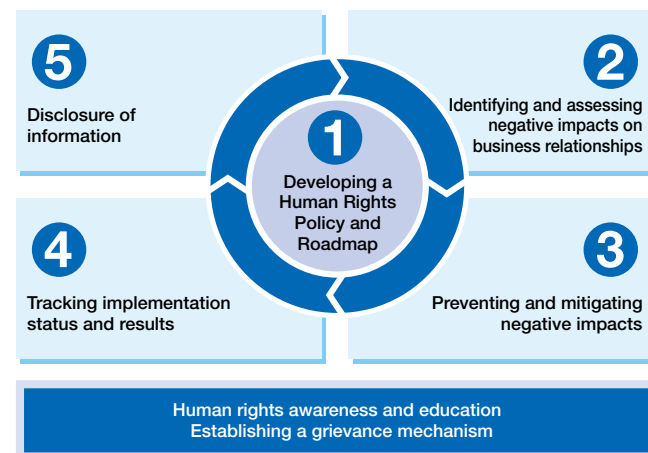 1
Developing a
Human Rights
Policy and
Roadmap
2
Identifying and assessing
negative impacts on
business relationships
3
Preventing and mitigating
negative impacts
4
Tracking implementation
status and results
5
Disclosure of
information
Human rights awareness and education
Establishing a grievance mechanism